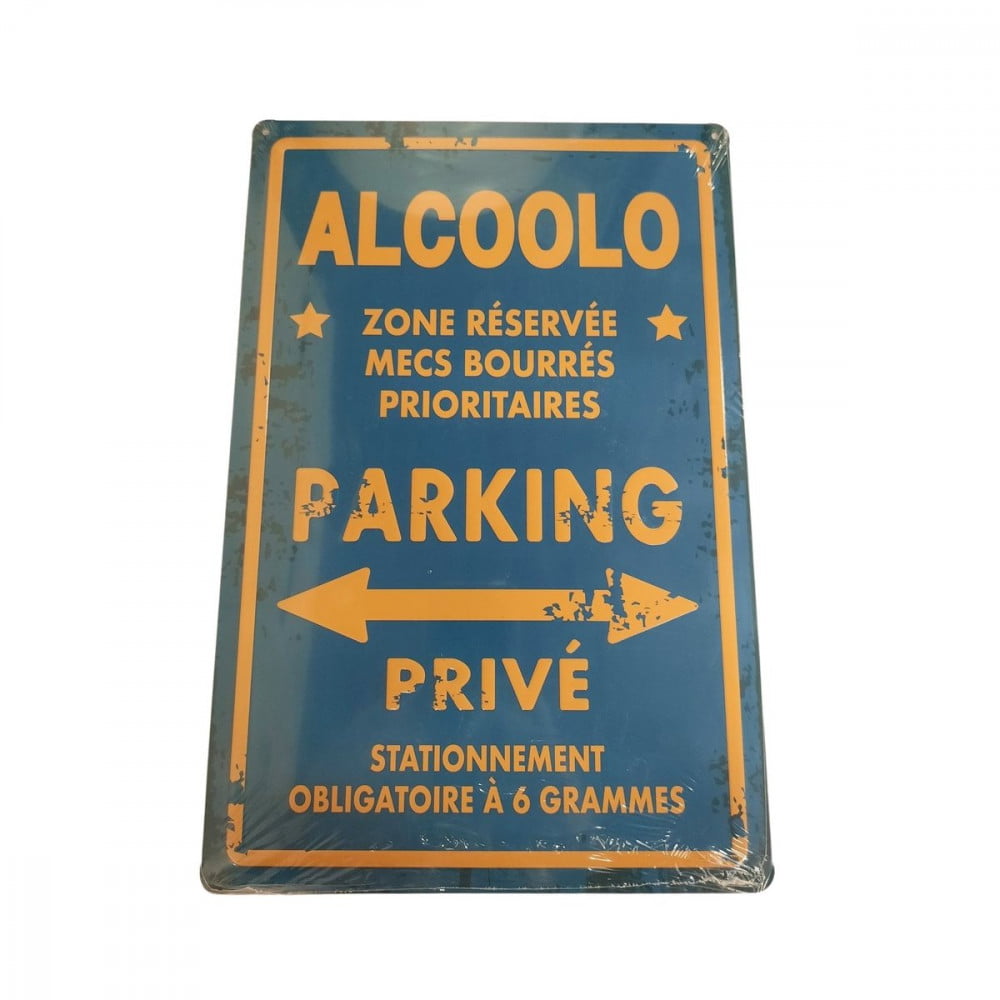 ALCOOLO
ZONE RÉSERVÉE
MECS BOURRÉS
PRIORITAIRES
PARKING
PRIVÉ
STATIONNEMENT
OBLIGATOIRE À 6 GRAMMES